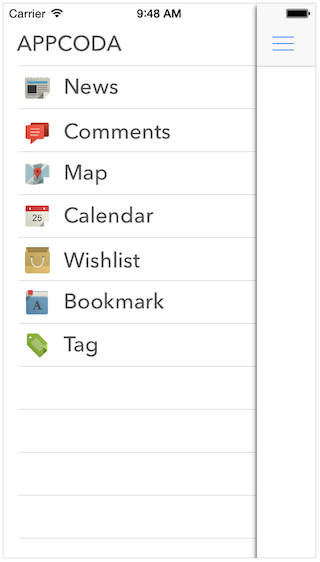 Carrier 9:48 AM
APPCODA
News
Comments
Map
25
Calendar
Wishlist
A
Bookmark
Tag